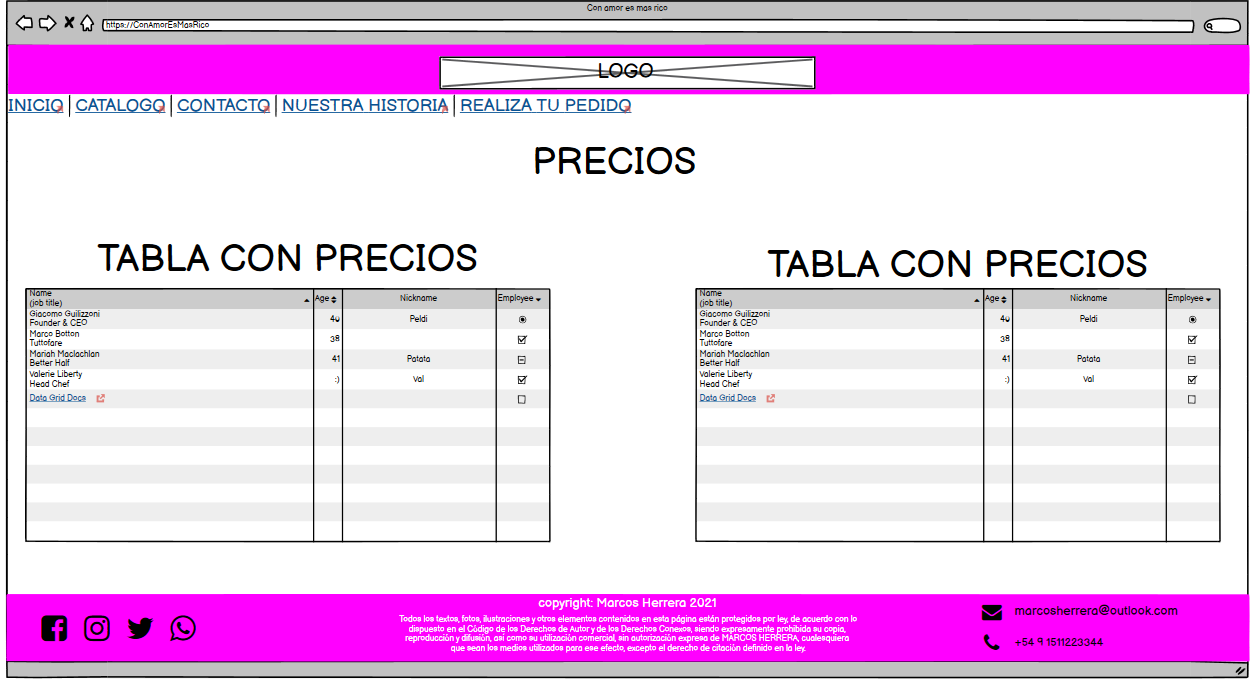 Con amor es mas rico
https://ConAmorEsMasRico
LOGO
INICIO CATALOGO CONTACTO NUESTRA HISTORIA REALIZA TU PEDIDO
PRECIOS
TABLA CON PRECIOS
Name
(job title) Age Nickname Employee
Giacomo Guilizzoni
Founder & CEO 40 Peldi
Marco Botton
Tuttofare 38
Mariah Maclachlan
Better Half 41 Patata
Valerie Liberty
Head Chef :) Val
Data Grid Docs
TABLA CON PRECIOS
Name
(job title) Age Nickname Employee
Giacomo Guilizzoni
Founder & CEO 40 Peldi
Marco Botton
Tuttofare 38
Mariah Maclachlan
Better Half 41 Patata
Valerie Liberty
Head Chef :) Val
Data Grid Docs
copyright: Marcos Herrera 2021
Todos los textos, fotos, ilustraciones y otros elementos contenidos en esta página están protegidos por ley, de acuerdo con lo
dispuesto en el Código de los Derechos de Autor y de los Derechos Conexos, siendo expresamente prohibida su copia,
reproducción y difusión, así como su utilización comercial, sin autorización expresa de MARCOS HERRERA, cualesquiera
que sean los medios utilizados para ese efecto, excepto el derecho de citación definido en la ley.
marcosherrera@outlook.com
+54 9 1511223344